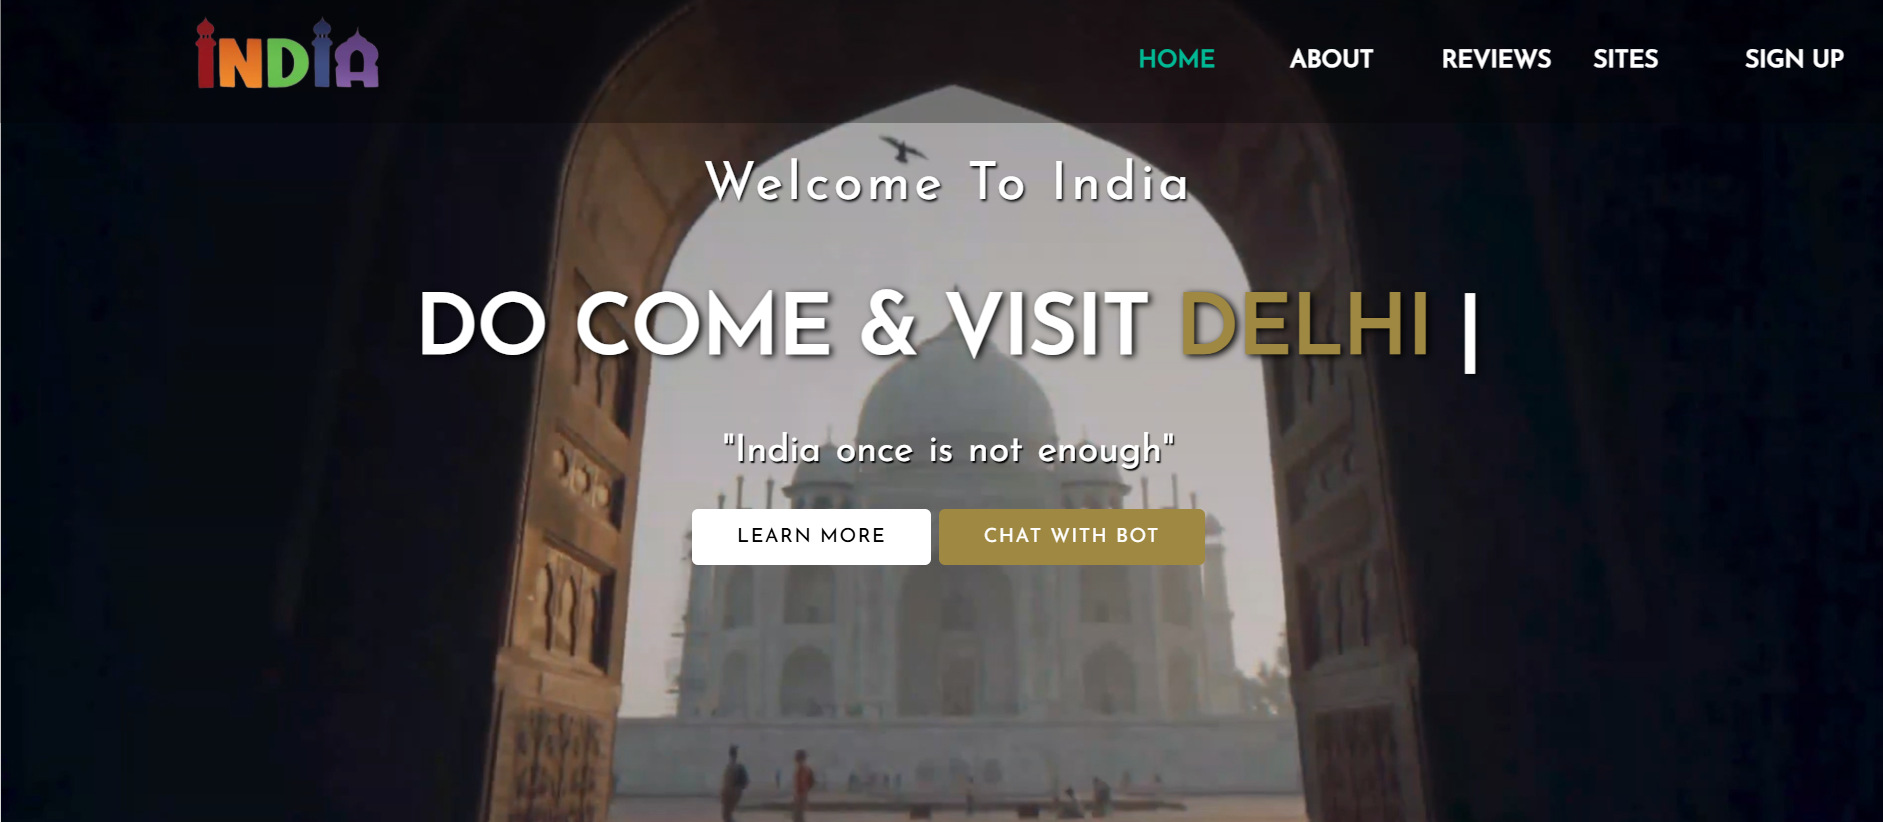 INDIA
HOME ABOUT REVIEWS SITES SIGN UP
Welcome To India
DO COME & VISIT DELHI |
"India once is not enough"
LEARN MORE CHAT WITH BOT